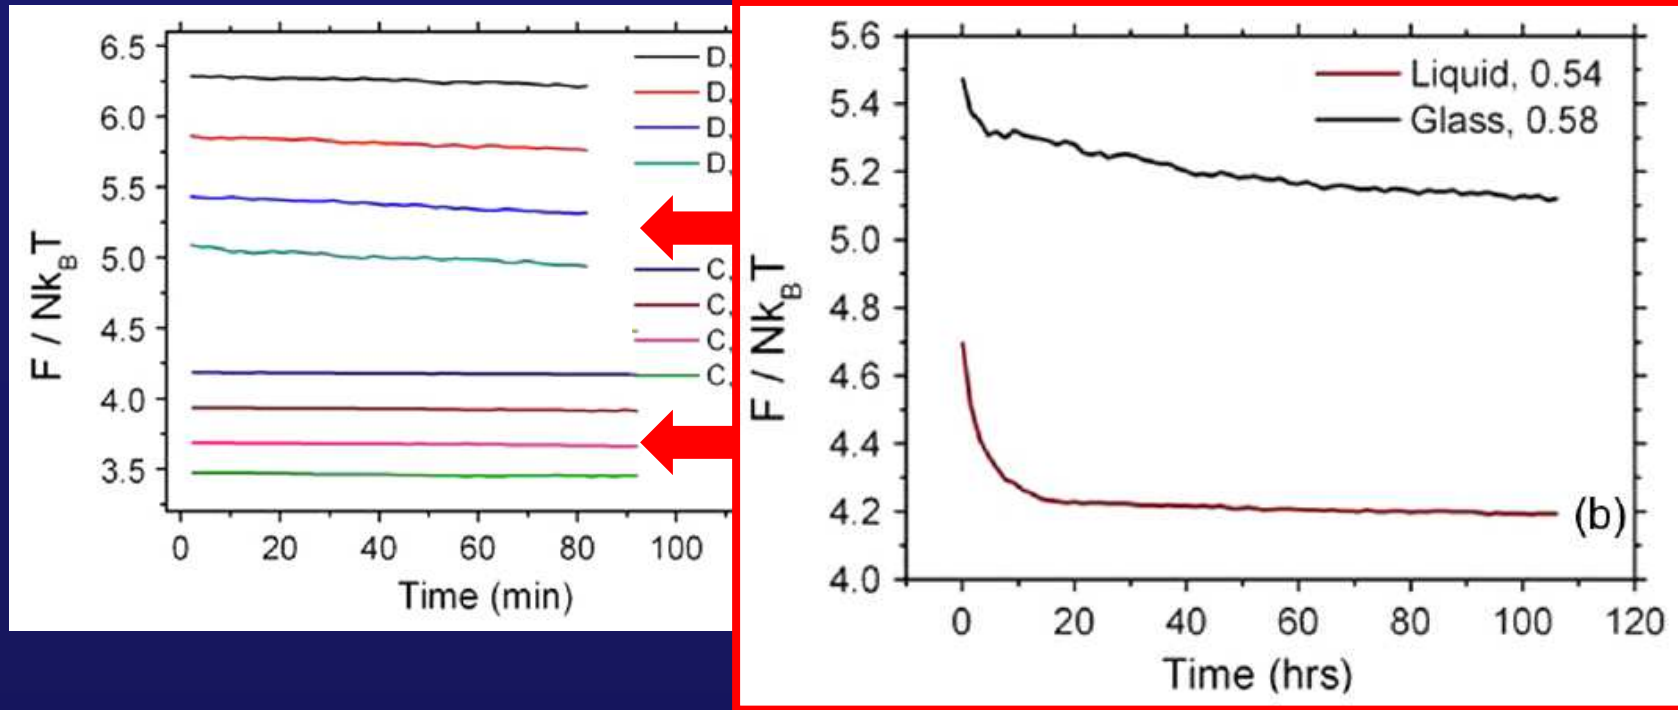 6.5
6.0
5.5
5.0
4.5
4.0
3.5
F / Nk_BT
0 20 40 60 80 100
Time (min)
D,
D,
D,
D,
C,
C,
C,
C,
5.6
5.4
5.2
5.0
4.8
4.6
4.4
4.2
4.0
F / Nk_BT
Liquid, 0.54
Glass, 0.58
(b)
0 20 40 60 80 100 120
Time (hrs)